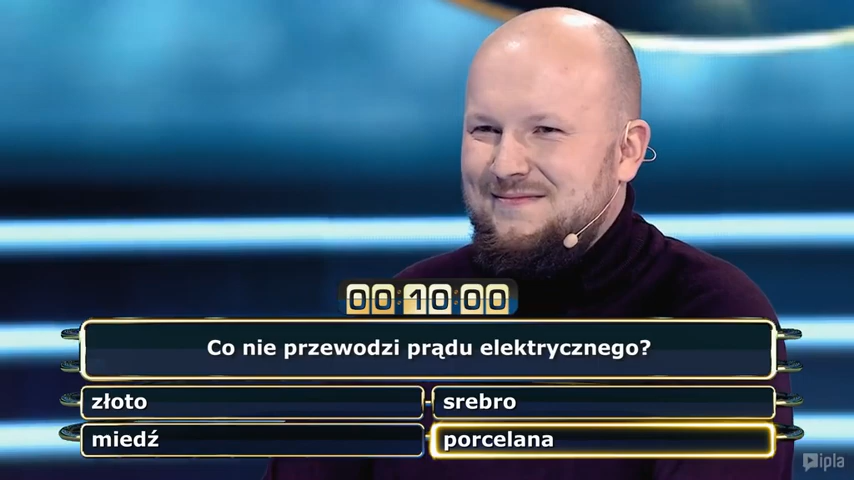 00:10:00
Co nie przewodzi prądu elektrycznego?
złoto
srebro
miedź
porcelana
ipla